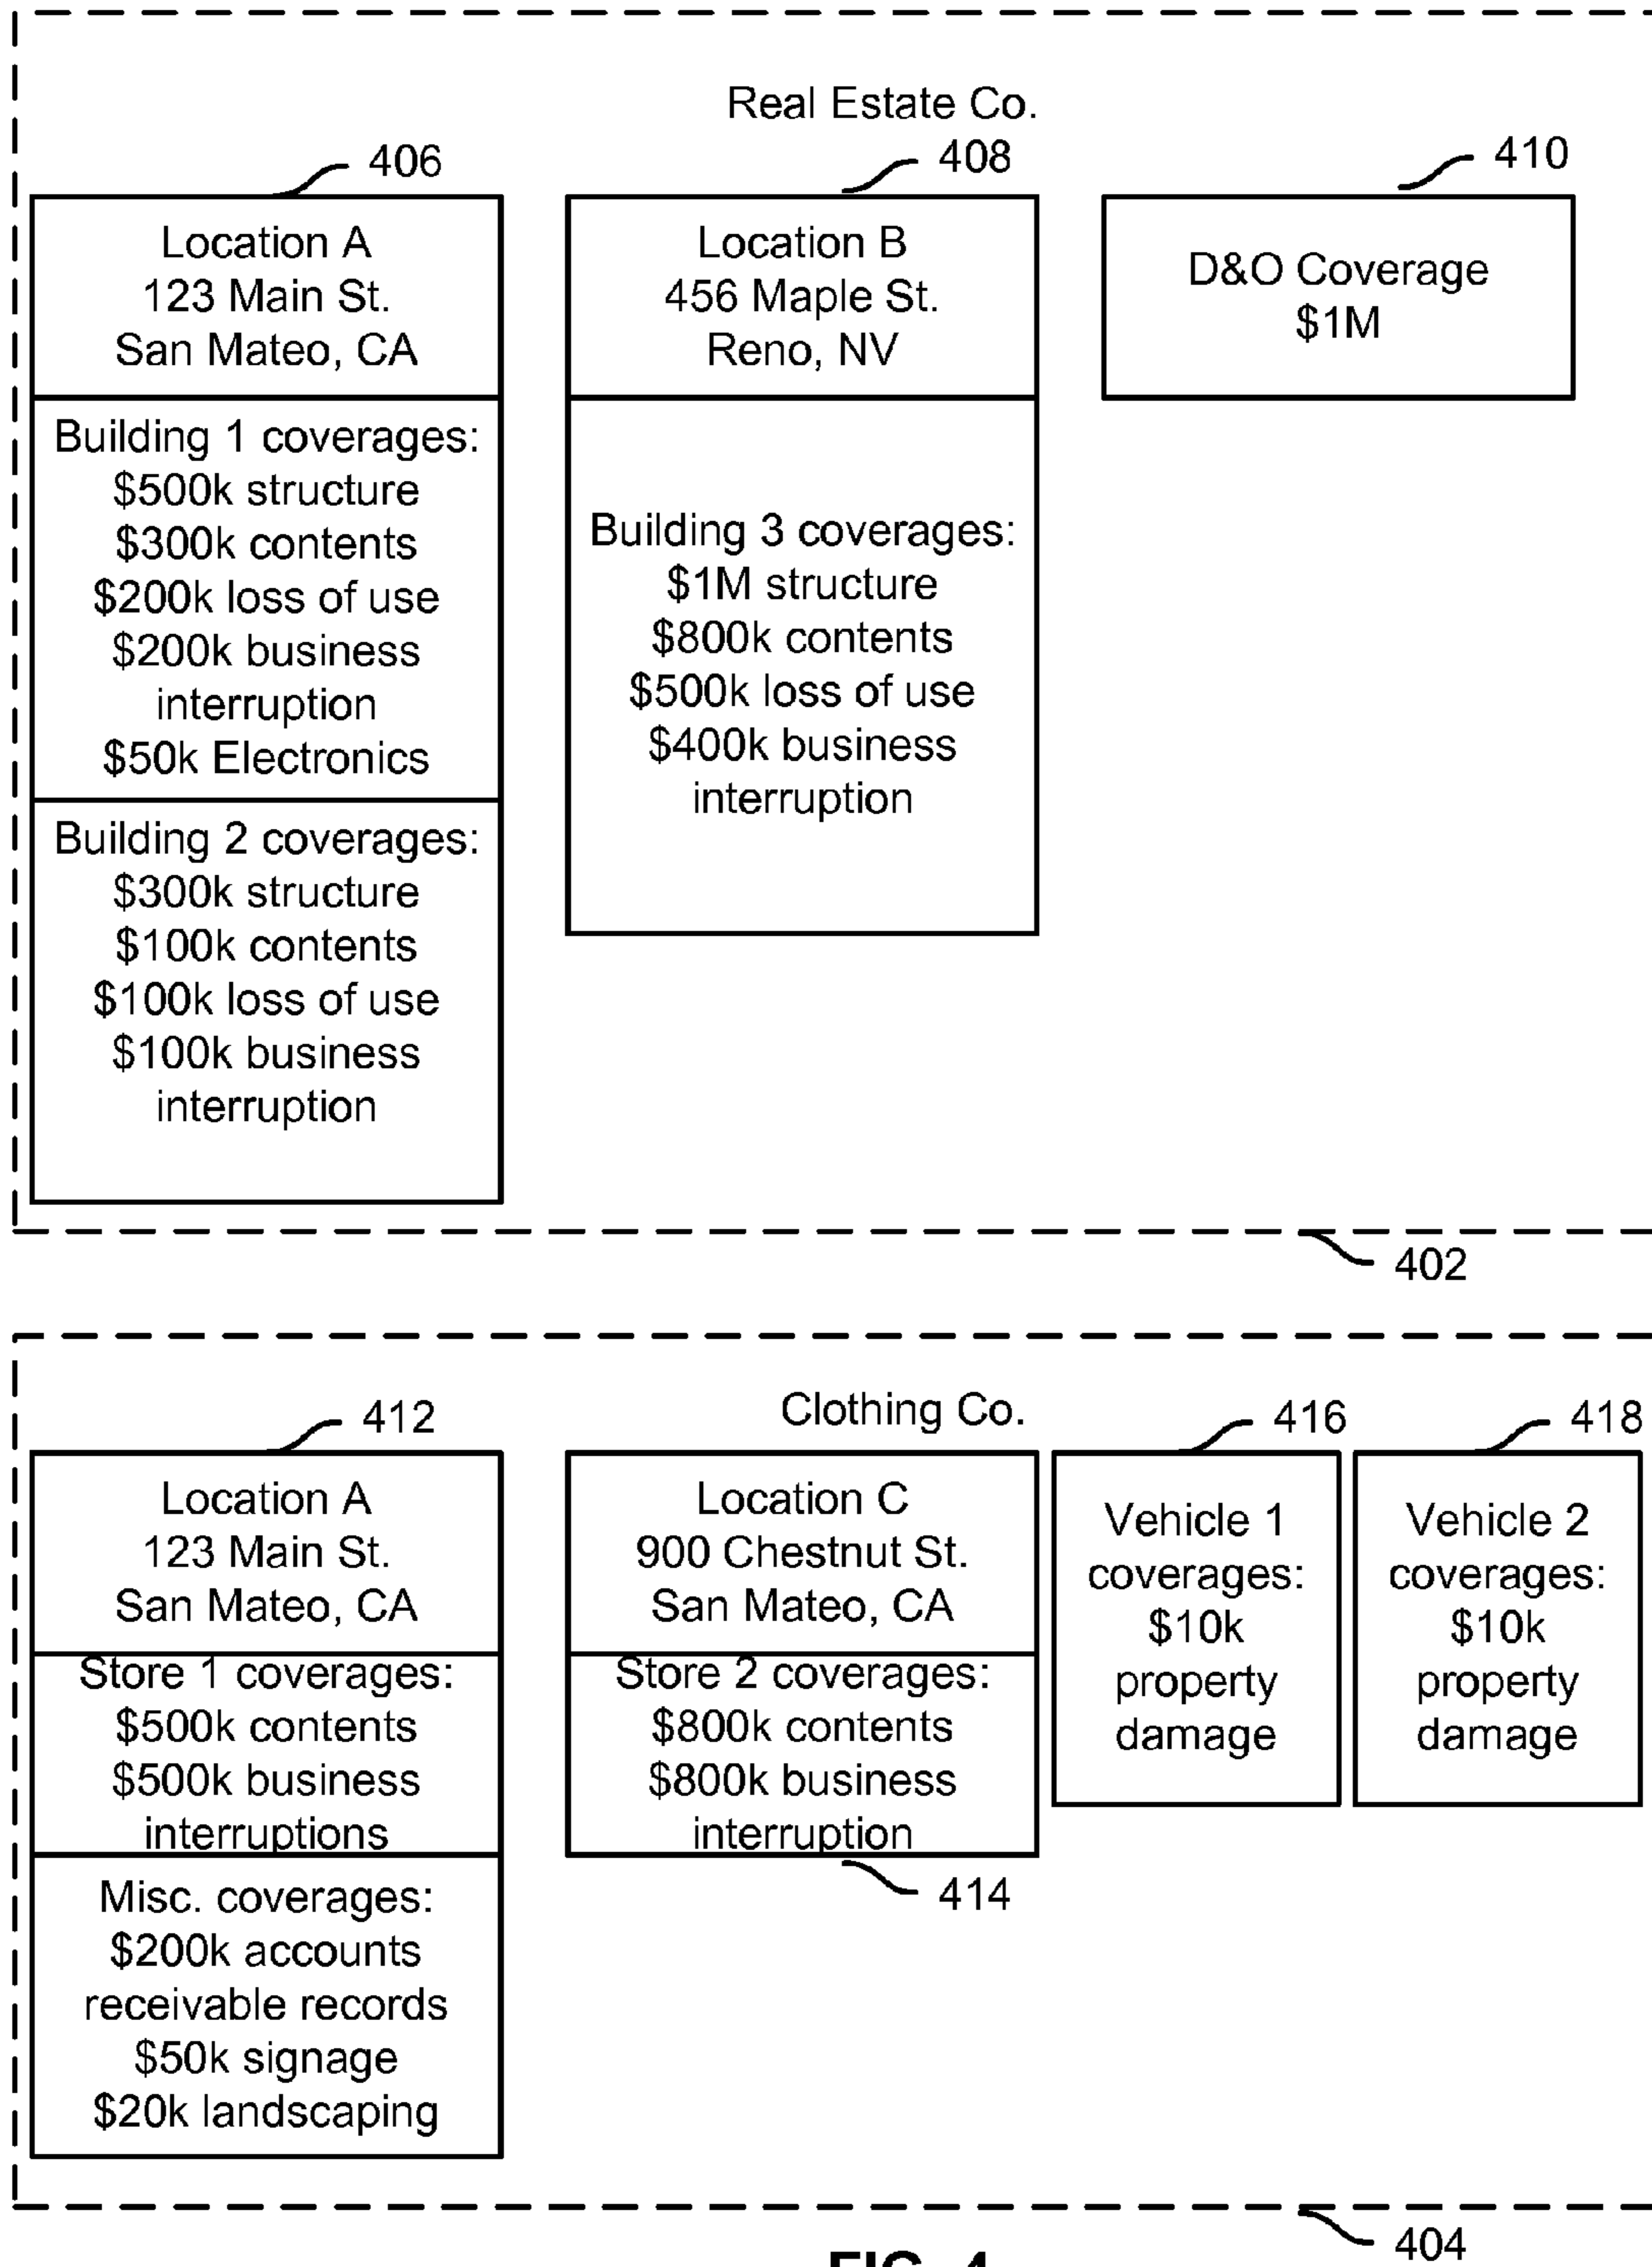 Real Estate Co.
406
408
410
Location A
123 Main St.
San Mateo, CA
Building 1 coverages:
$500k structure
$300k contents
$200k loss of use
$200k business
interruption
$50k Electronics
Building 2 coverages:
$300k structure
$100k contents
$100k loss of use
$100k business
interruption
Location B
456 Maple St.
Reno, NV
Building 3 coverages:
$1M structure
$800k contents
$500k loss of use
$400k business
interruption
D&O Coverage
$1M
402
Clothing Co.
412
416
418
Location A
123 Main St.
San Mateo, CA
Store 1 coverages:
$500k contents
$500k business
interruptions
Misc. coverages:
$200k accounts
receivable records
$50k signage
$20k landscaping
Location C
900 Chestnut St.
San Mateo, CA
Store 2 coverages:
$800k contents
$800k business
interruption
414
Vehicle 1
coverages:
$10k
property
damage
Vehicle 2
coverages:
$10k
property
damage
404
FIG. 4